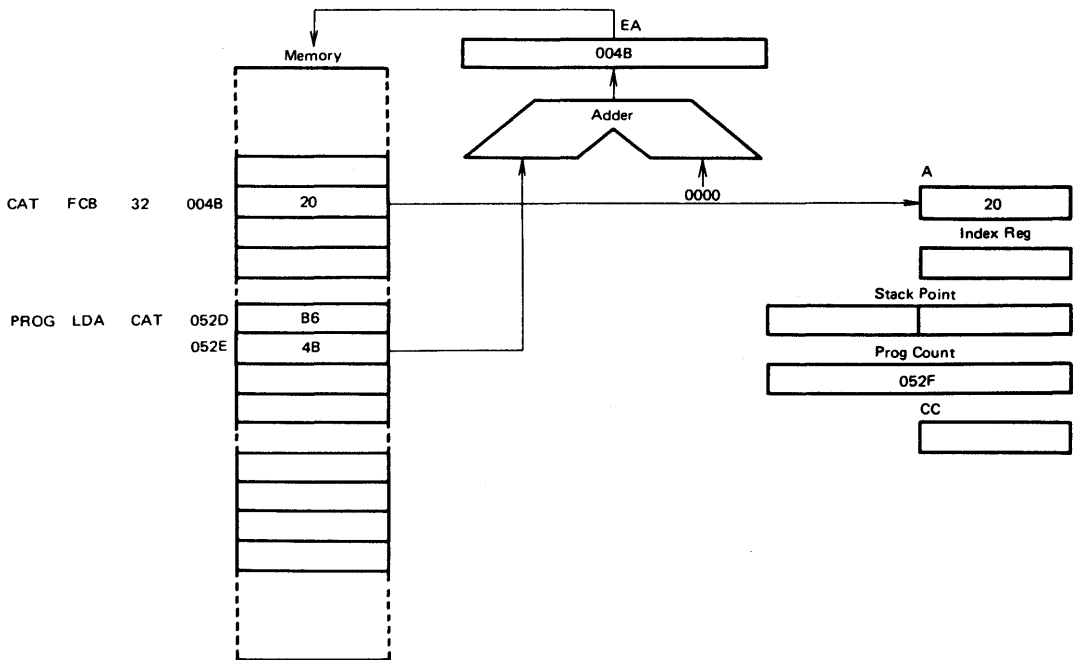 EA
004B
Memory
Adder
A
CAT FCB 32 004B 20 0000 20
Index Reg
Stack Point
PROG LDA CAT 052D B6
052E 4B
Prog Count
052F
CC